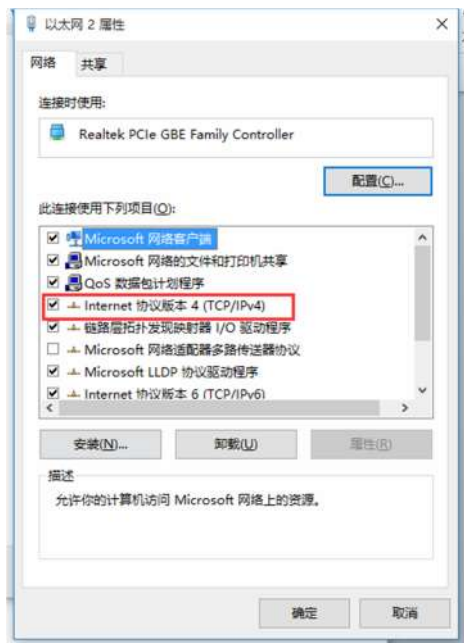 以太网 2 属性
网络 共享
连接时使用:
Realtek PCIe GBE Family Controller
配置(C)...
此连接使用下列项目(O):
Microsoft 网络客户端
Microsoft 网络的文件和打印机共享
QoS 数据包计划程序
Internet 协议版本 4 (TCP/IPv4)
链路层拓扑发现映射器 I/O 驱动程序
Microsoft 网络适配器多路传送器协议
Microsoft LLDP 协议驱动程序
Internet 协议版本 6 (TCP/IPv6)
安装(N)... 卸载(U) 属性(R)
描述
允许你的计算机访问 Microsoft 网络上的资源。
确定 取消